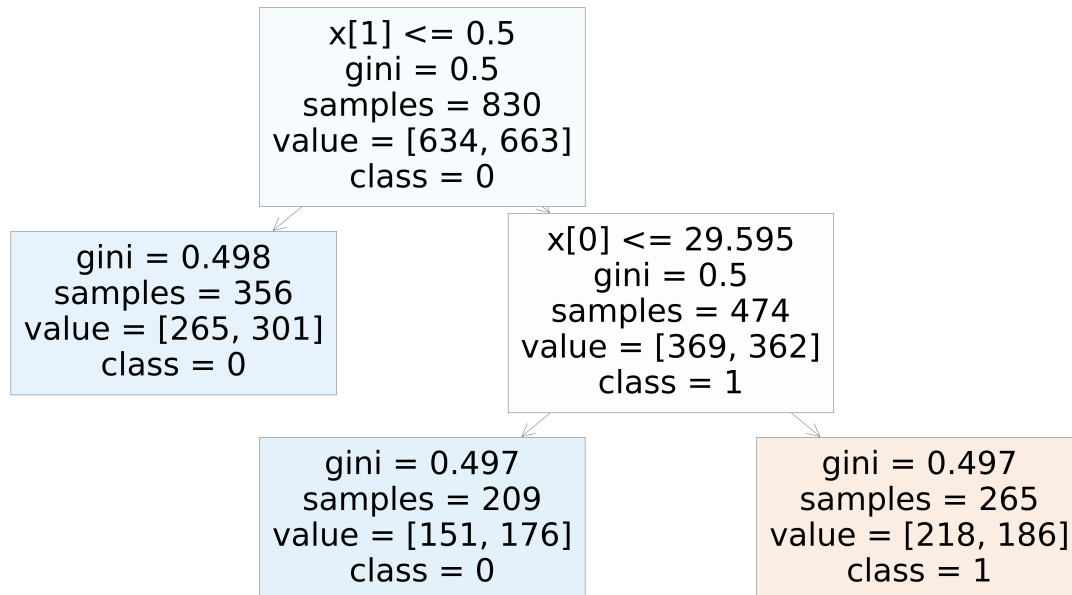 x[1] <= 0.5
gini = 0.5
samples = 830
value = [634, 663]
class = 0
gini = 0.498
samples = 356
value = [265, 301]
class = 0
x[0] <= 29.595
gini = 0.5
samples = 474
value = [369, 362]
class = 1
gini = 0.497
samples = 209
value = [151, 176]
class = 0
gini = 0.497
samples = 265
value = [218, 186]
class = 1